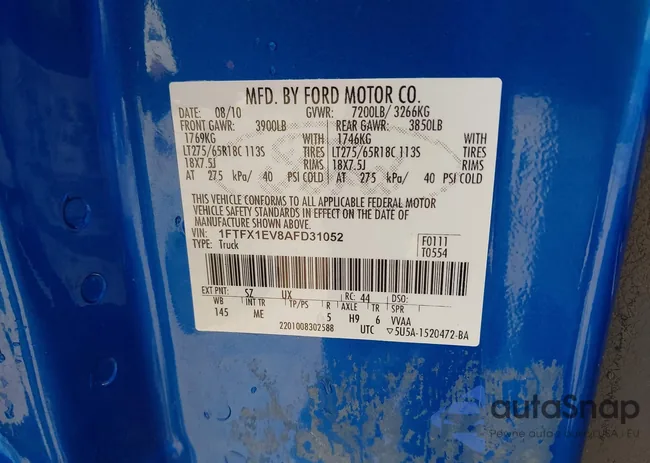 MFD. BY FORD MOTOR CO.
DATE: 08/10 GVWR: 7200LB/ 3266KG
FRONT GAWR: 3900LB REAR GAWR: 3850LB
1769KG WITH 1746KG WITH
LT275/65R18C 113S TIRES LT275/65R18C 113S TIRES
18X7.5J RIMS 18X7.5J RIMS
AT 275 kPa/ 40 PSI COLD AT 275 kPa/ 40 PSI COLD
THIS VEHICLE CONFORMS TO ALL APPLICABLE FEDERAL MOTOR
VEHICLE SAFETY STANDARDS IN EFFECT ON THE DATE OF
MANUFACTURE SHOWN ABOVE.
VIN: 1FTFX1EV8AFD31052
TYPE: Truck
F0111
T0554
EXT PNT: SZ UX RC: 44 DSO:
WB INT TR TP/PS R AXLE TR SPR
145 ME 5 H9 6 VVAA
2201008302588 UTC ▽5U5A-1520472-BA
autoSnap